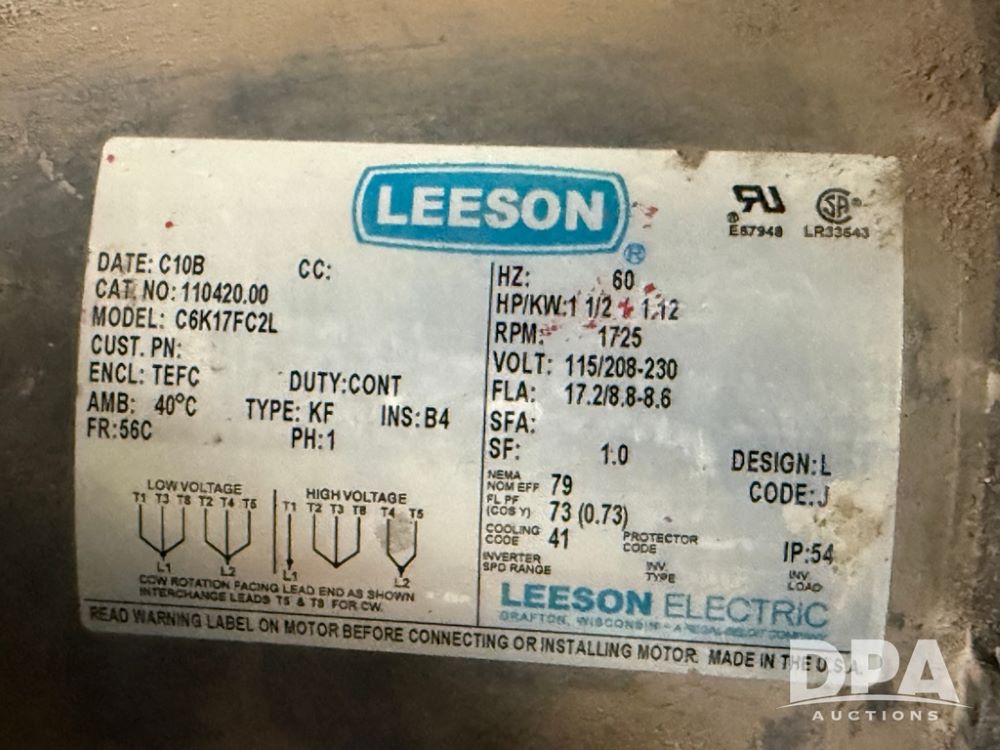 LEESON
®
E67948 LR33543
DATE: C10B CC:
CAT. NO: 110420.00
MODEL: C6K17FC2L
CUST. PN:
ENCL: TEFC DUTY:CONT
AMB: 40°C TYPE: KF INS:B4
FR:56C PH:1
HZ: 60
HP/KW:1 1/2 1.12
RPM: 1725
VOLT: 115/208-230
FLA: 17.2/8.8-8.6
SFA:
SF: 1.0 DESIGN:L
CODE:J
NEMA
NOM EFF 79
FL PF
(COS Y) 73 (0.73)
COOLING
CODE 41 PROTECTOR
CODE IP:54
INVERTER
SPD RANGE INV.
TYPE INV
LOAD
LOW VOLTAGE
T1 T3 T8 T2 T4 T5
L1 L2
HIGH VOLTAGE
T1 T2 T3 T8 T4 T5
L1 L2
CCW ROTATION FACING LEAD END AS SHOWN
INTERCHANGE LEADS T5 & T8 FOR CW.
LEESON ELECTRIC
GRAFTON, WISCONSIN - A REGAL-BELOIT COMPANY
READ WARNING LABEL ON MOTOR BEFORE CONNECTING OR INSTALLING MOTOR. MADE IN THE U.S.A.
DPA
AUCTIONS